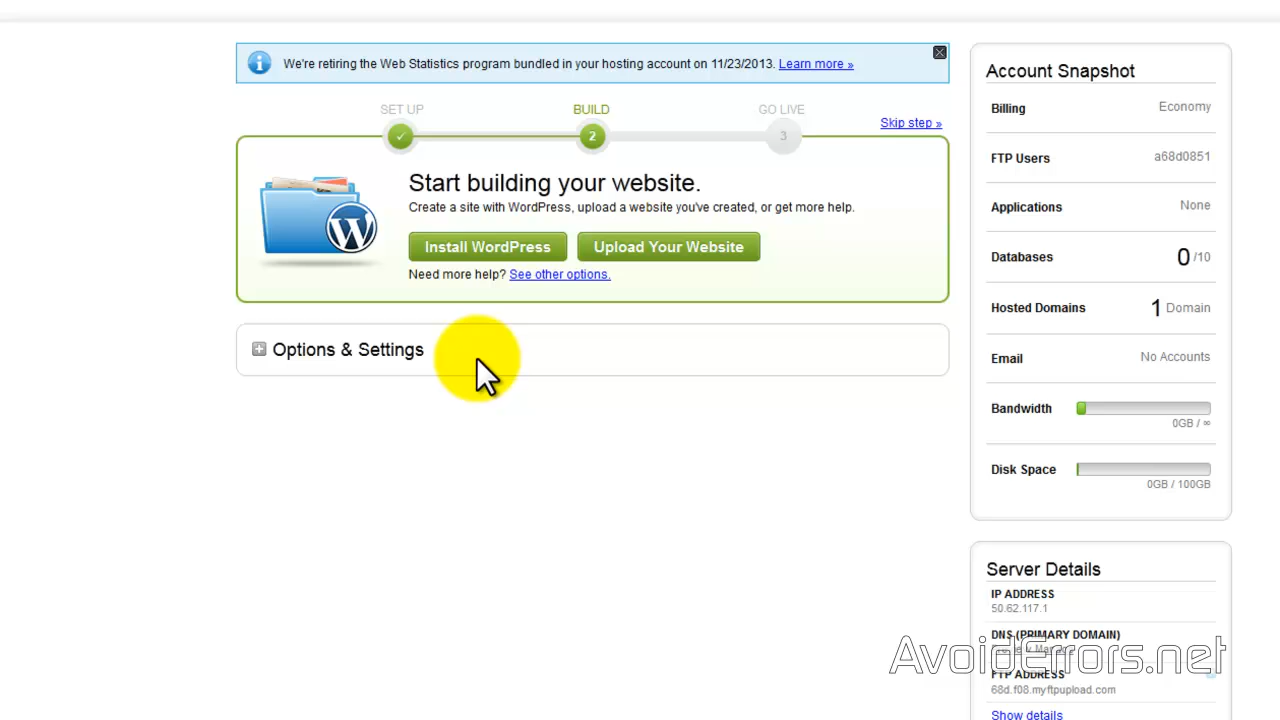 We're retiring the Web Statistics program bundled in your hosting account on 11/23/2013. Learn more »
SET UP
BUILD
GO LIVE
Skip step »
2
3
Start building your website.
Create a site with WordPress, upload a website you've created, or get more help.
Install WordPress
Upload Your Website
Need more help? See other options.
Options & Settings
Account Snapshot
Billing
Economy
FTP Users
a68d0851
Applications
None
Databases
0 /10
Hosted Domains
1 Domain
Email
No Accounts
Bandwidth
0GB / ∞
Disk Space
0GB / 100GB
Server Details
IP ADDRESS
50.62.117.1
DNS (PRIMARY DOMAIN)
AvoidErrors.net
FTP ADDRESS
68d.f08.myftpupload.com
Show details